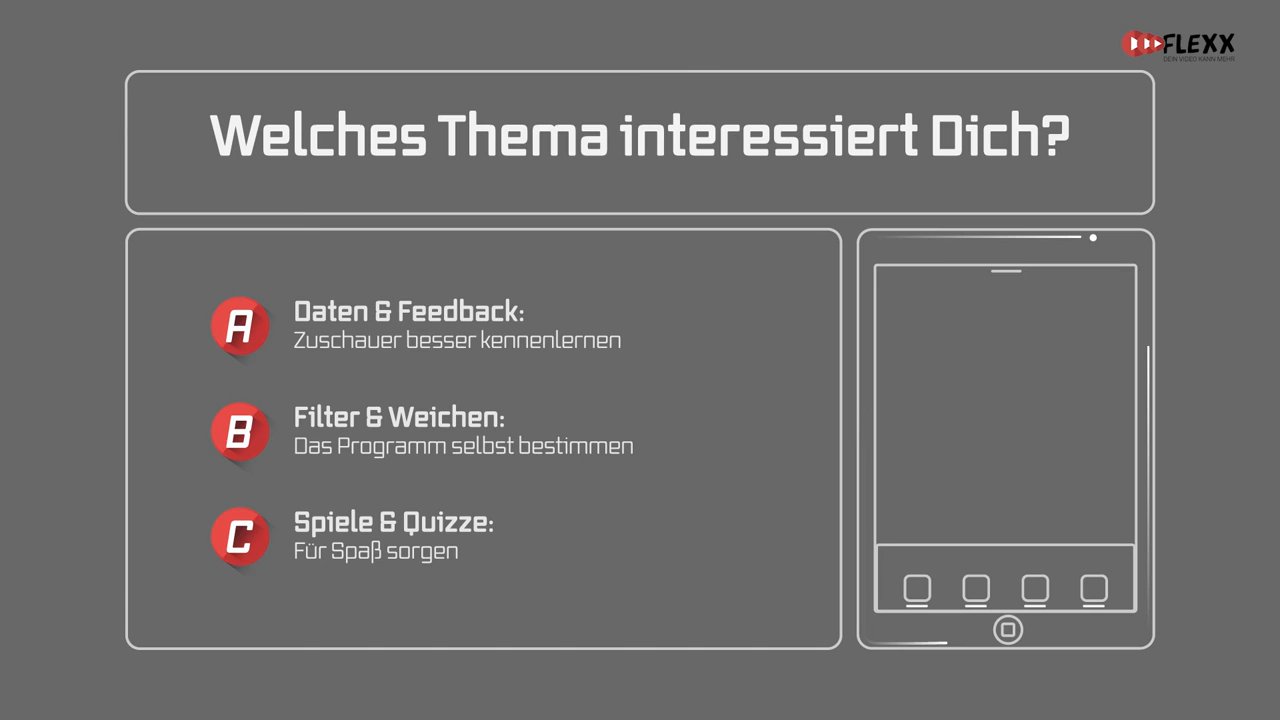 FLEXX
DEIN VIDEO KANN MEHR
Welches Thema interessiert Dich?
A
Daten & Feedback:
Zuschauer besser kennenlernen
B
Filter & Weichen:
Das Programm selbst bestimmen
C
Spiele & Quizze:
Für Spaß sorgen